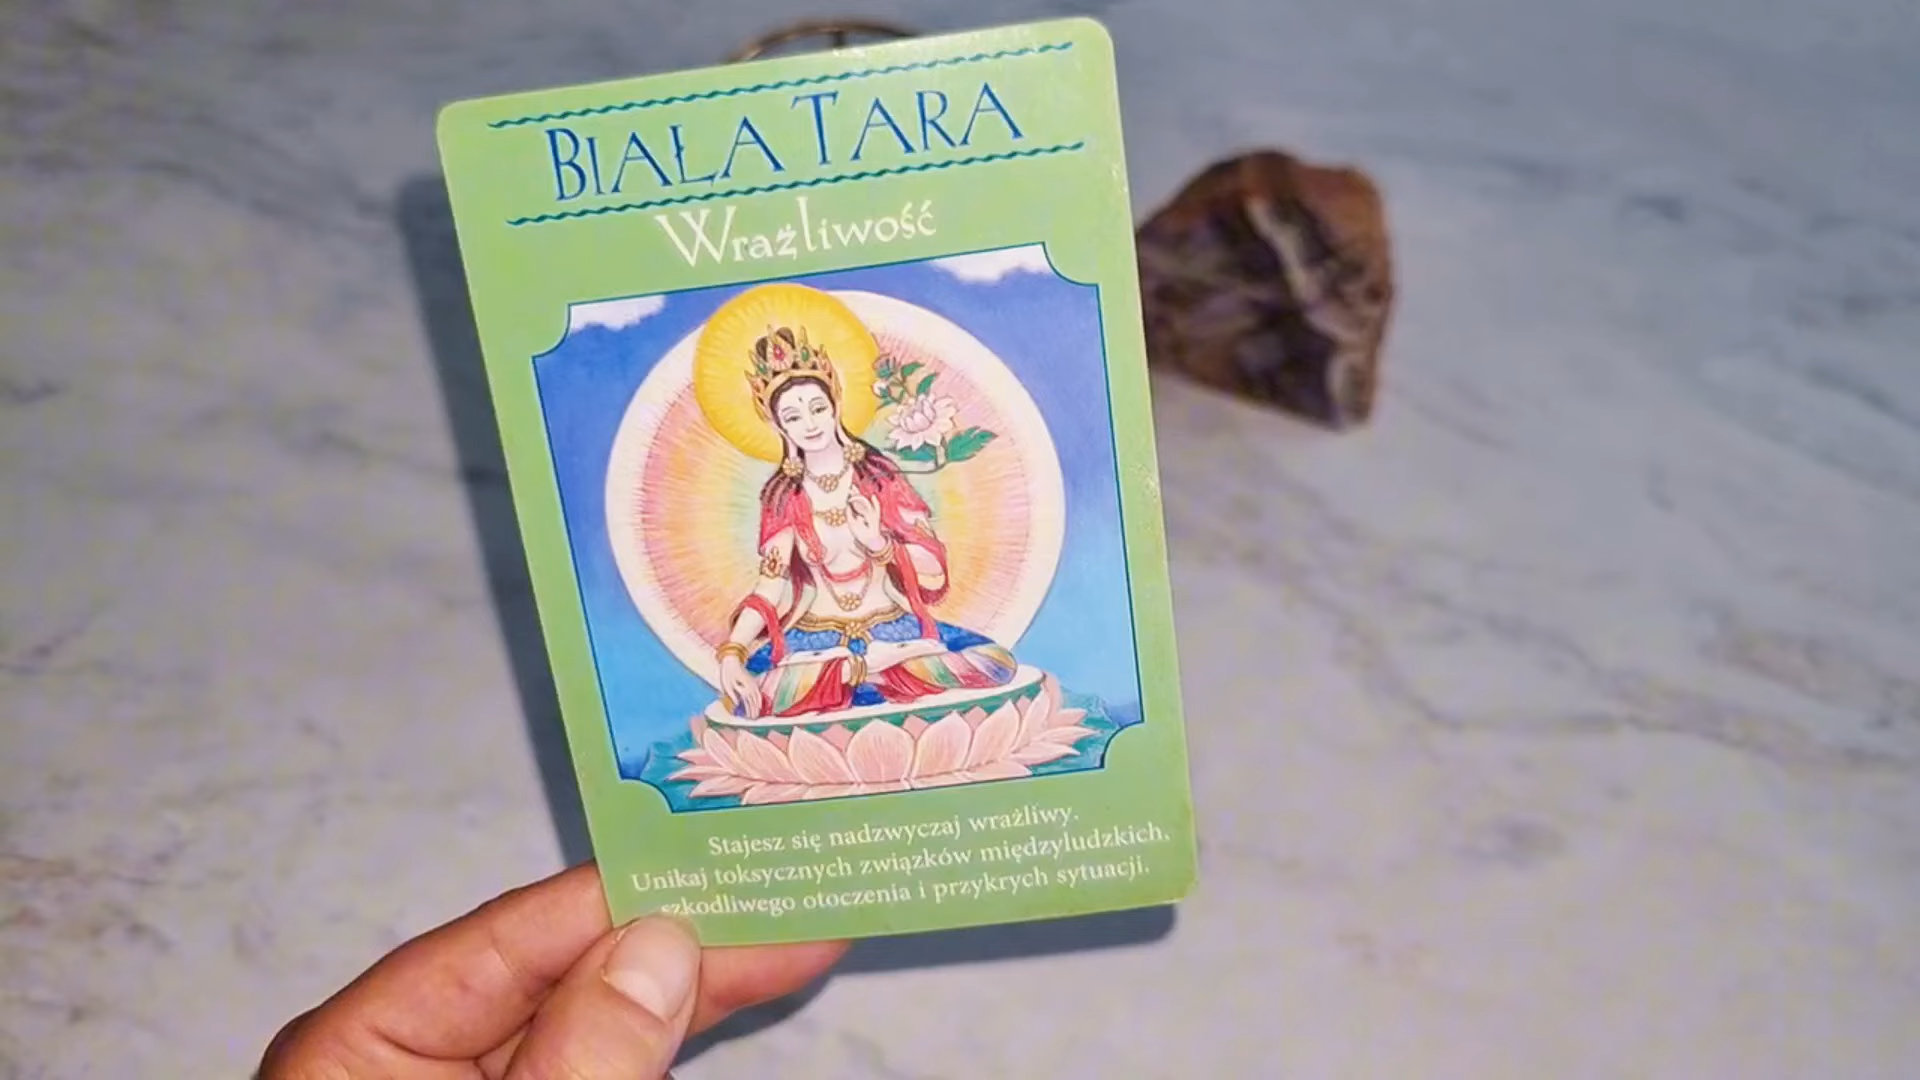 BIAŁA TARA
Wrażliwość
Stajesz się nadzwyczaj wrażliwy.
Unikaj toksycznych związków międzyludzkich,
szkodliwego otoczenia i przykrych sytuacji.